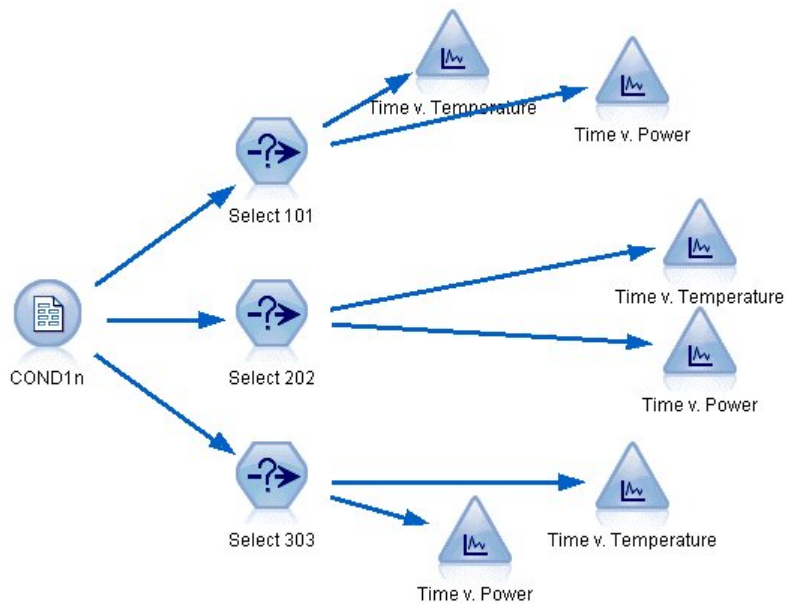 Time v. Temperature
Time v. Power
Select 101
Time v. Temperature
COND1n
Select 202
Time v. Power
Select 303
Time v. Temperature
Time v. Power